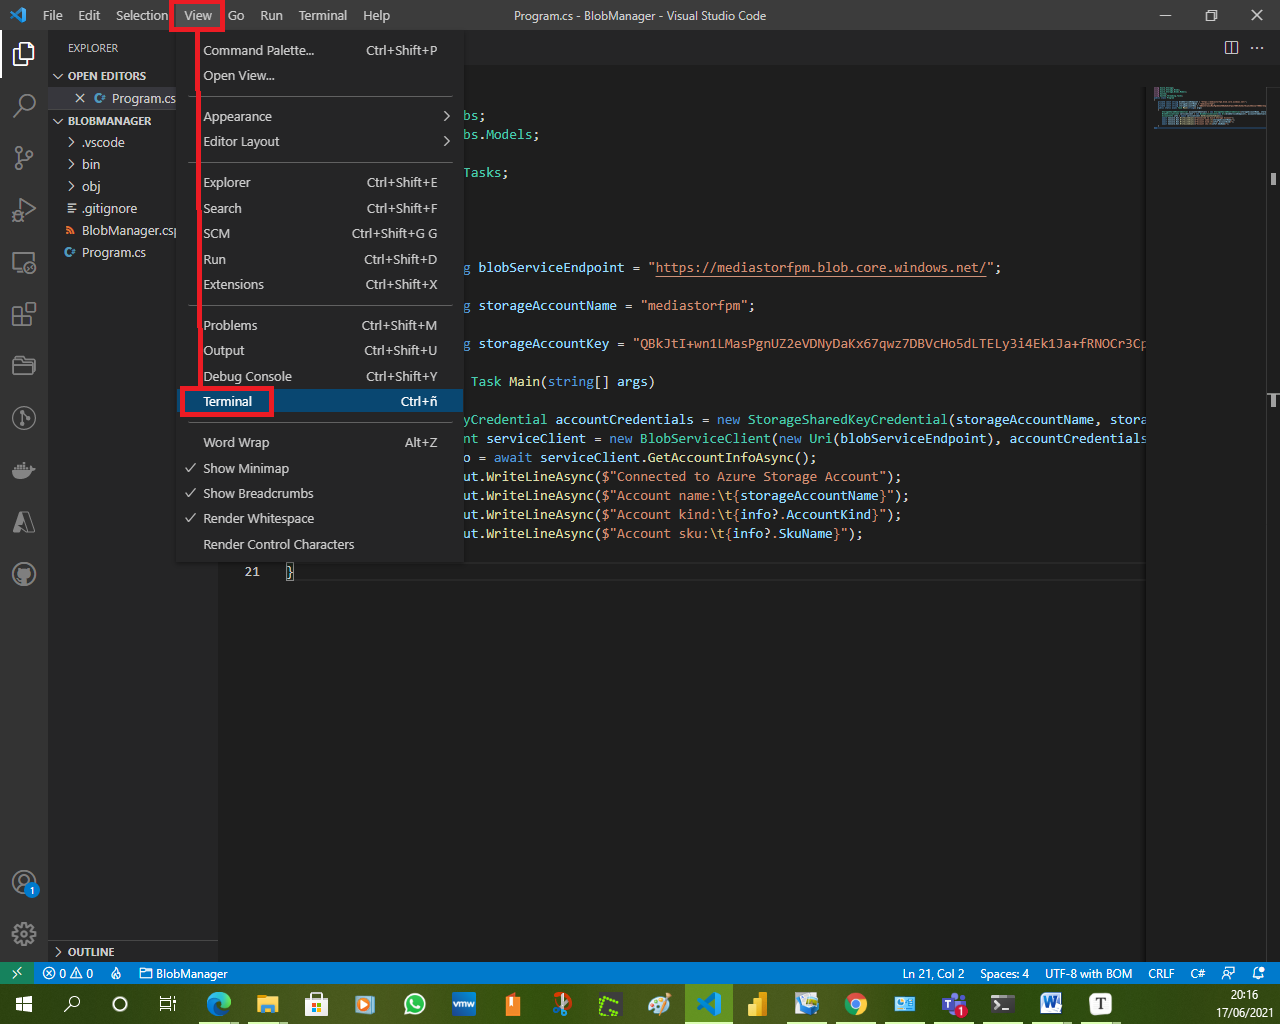 File Edit Selection View Go Run Terminal Help Program.cs - BlobManager - Visual Studio Code
EXPLORER
OPEN EDITORS
Program.cs
BLOBMANAGER
.vscode
bin
obj
.gitignore
BlobManager.csp
Program.cs
OUTLINE
Command Palette... Ctrl+Shift+P
Open View...
Appearance
Editor Layout
Explorer Ctrl+Shift+E
Search Ctrl+Shift+F
SCM Ctrl+Shift+G G
Run Ctrl+Shift+D
Extensions Ctrl+Shift+X
Problems Ctrl+Shift+M
Output Ctrl+Shift+U
Debug Console Ctrl+Shift+Y
Terminal Ctrl+ñ
Word Wrap Alt+Z
Show Minimap
Show Breadcrumbs
Render Whitespace
Render Control Characters
bs;
bs.Models;
Tasks;
g blobServiceEndpoint = "https://mediastorfpm.blob.core.windows.net/";
g storageAccountName = "mediastorfpm";
g storageAccountKey = "QBkJtI+wn1LMasPgnUZ2eVDNyDaKx67qwz7DBVcHo5dLTELy3i4Ek1Ja+fRNOCr3Cp
Task Main(string[] args)
yCredential accountCredentials = new StorageSharedKeyCredential(storageAccountName, stora
nt serviceClient = new BlobServiceClient(new Uri(blobServiceEndpoint), accountCredentials
o = await serviceClient.GetAccountInfoAsync();
ut.WriteLineAsync($"Connected to Azure Storage Account");
ut.WriteLineAsync($"Account name:\t{storageAccountName}");
ut.WriteLineAsync($"Account kind:\t{info?.AccountKind}");
ut.WriteLineAsync($"Account sku:\t{info?.SkuName}");
21 }
1
0 0 BlobManager Ln 21, Col 2 Spaces: 4 UTF-8 with BOM CRLF C#
vmw 1 W T
20:16
17/06/2021